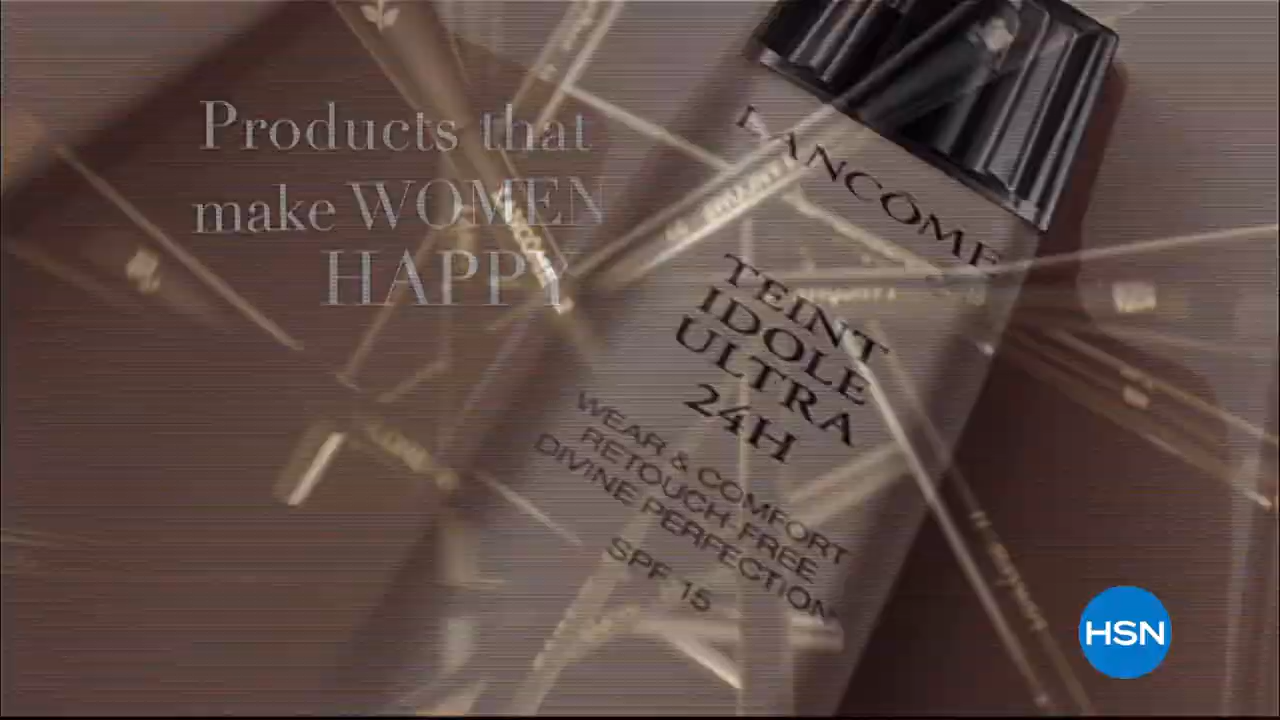 Products that
make WOMEN
HAPPY
LANCÔME
TEINT
IDOLE
ULTRA
24H
WEAR & COMFORT
RETOUCH-FREE
DIVINE PERFECTION
SPF 15
HSN